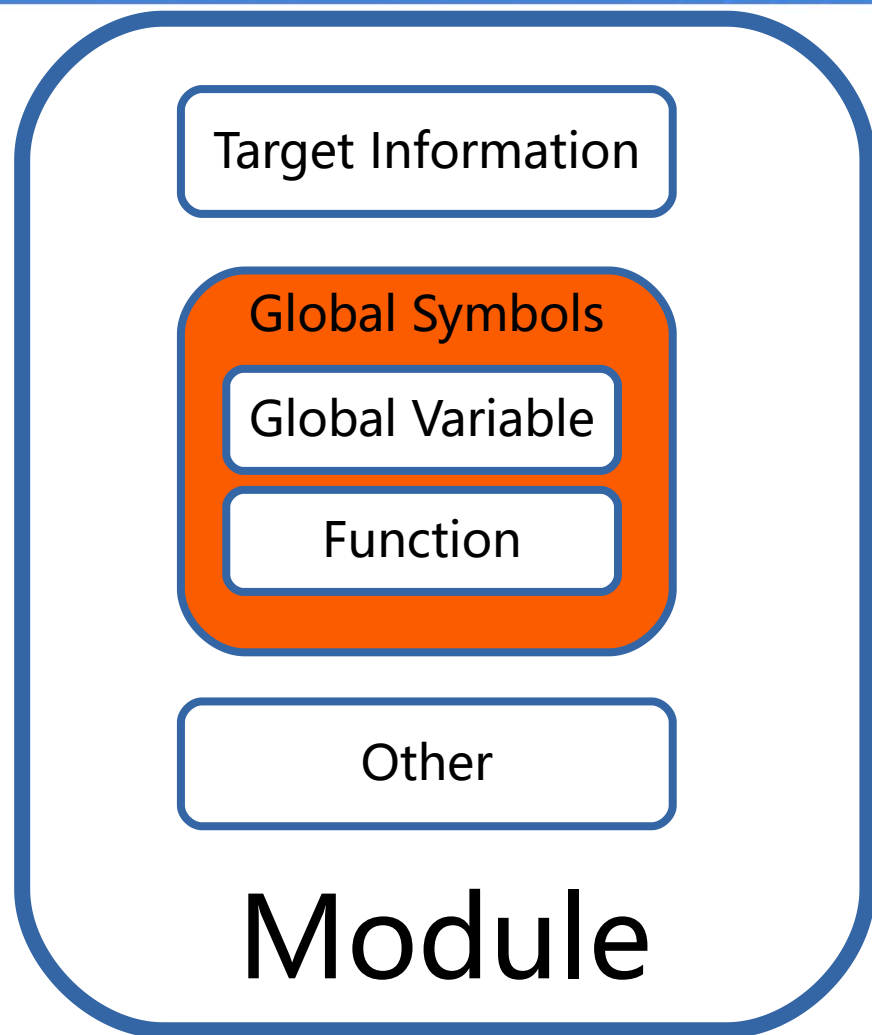 Target Information
Global Symbols
Global Variable
Function
Other
Module